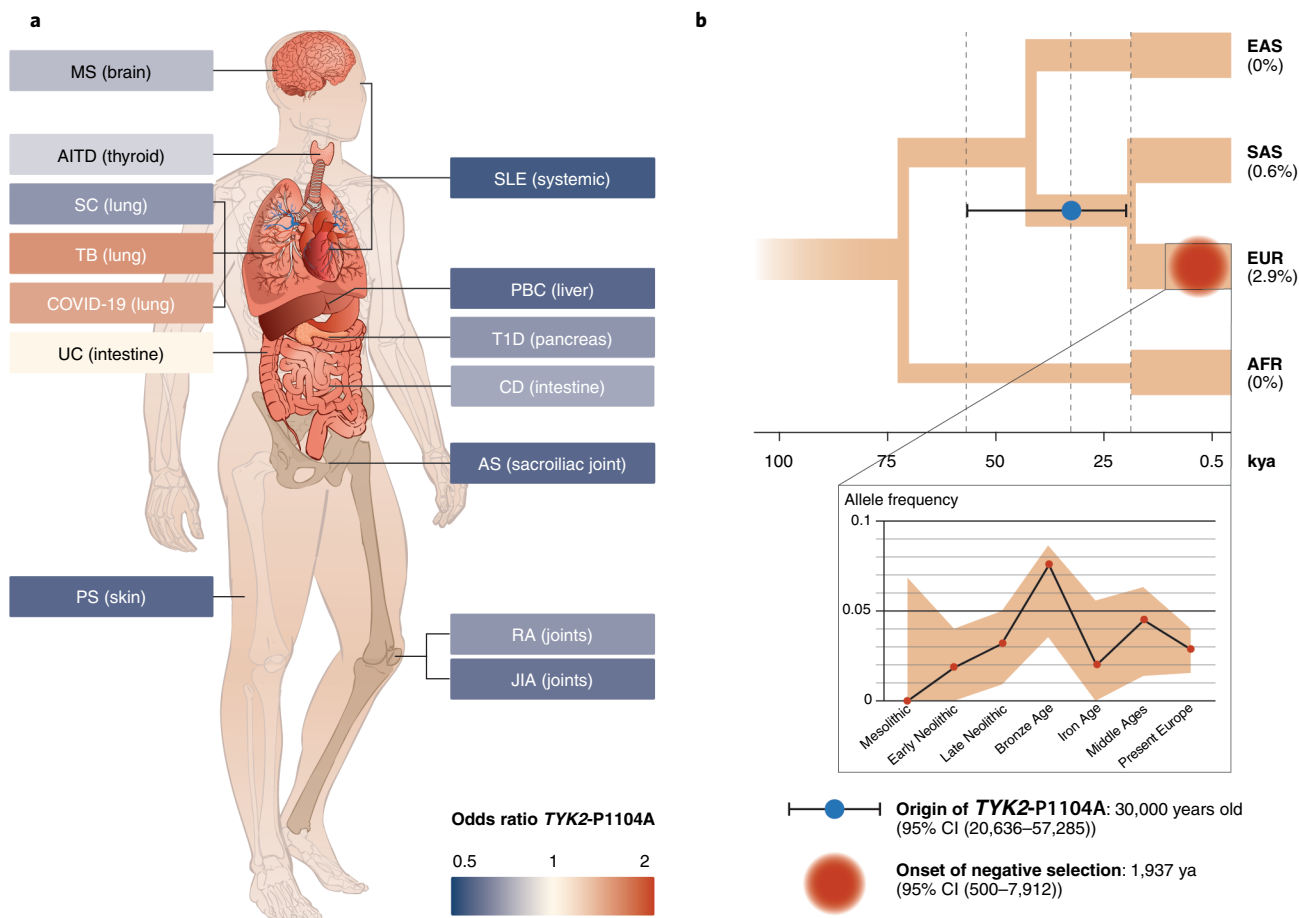 a
MS (brain)
AITD (thyroid)
SC (lung)
TB (lung)
COVID-19 (lung)
UC (intestine)
PS (skin)
SLE (systemic)
PBC (liver)
T1D (pancreas)
CD (intestine)
AS (sacroiliac joint)
RA (joints)
JIA (joints)
Odds ratio TYK2-P1104A
0.5 1 2
b
EAS
(0%)
SAS
(0.6%)
EUR
(2.9%)
AFR
(0%)
100 75 50 25 0.5 kya
Allele frequency
0.1
0.05
0
Mesolithic
Early Neolithic
Late Neolithic
Bronze Age
Iron Age
Middle Ages
Present Europe
Origin of TYK2-P1104A: 30,000 years old
(95% CI (20,636–57,285))
Onset of negative selection: 1,937 ya
(95% CI (500–7,912))